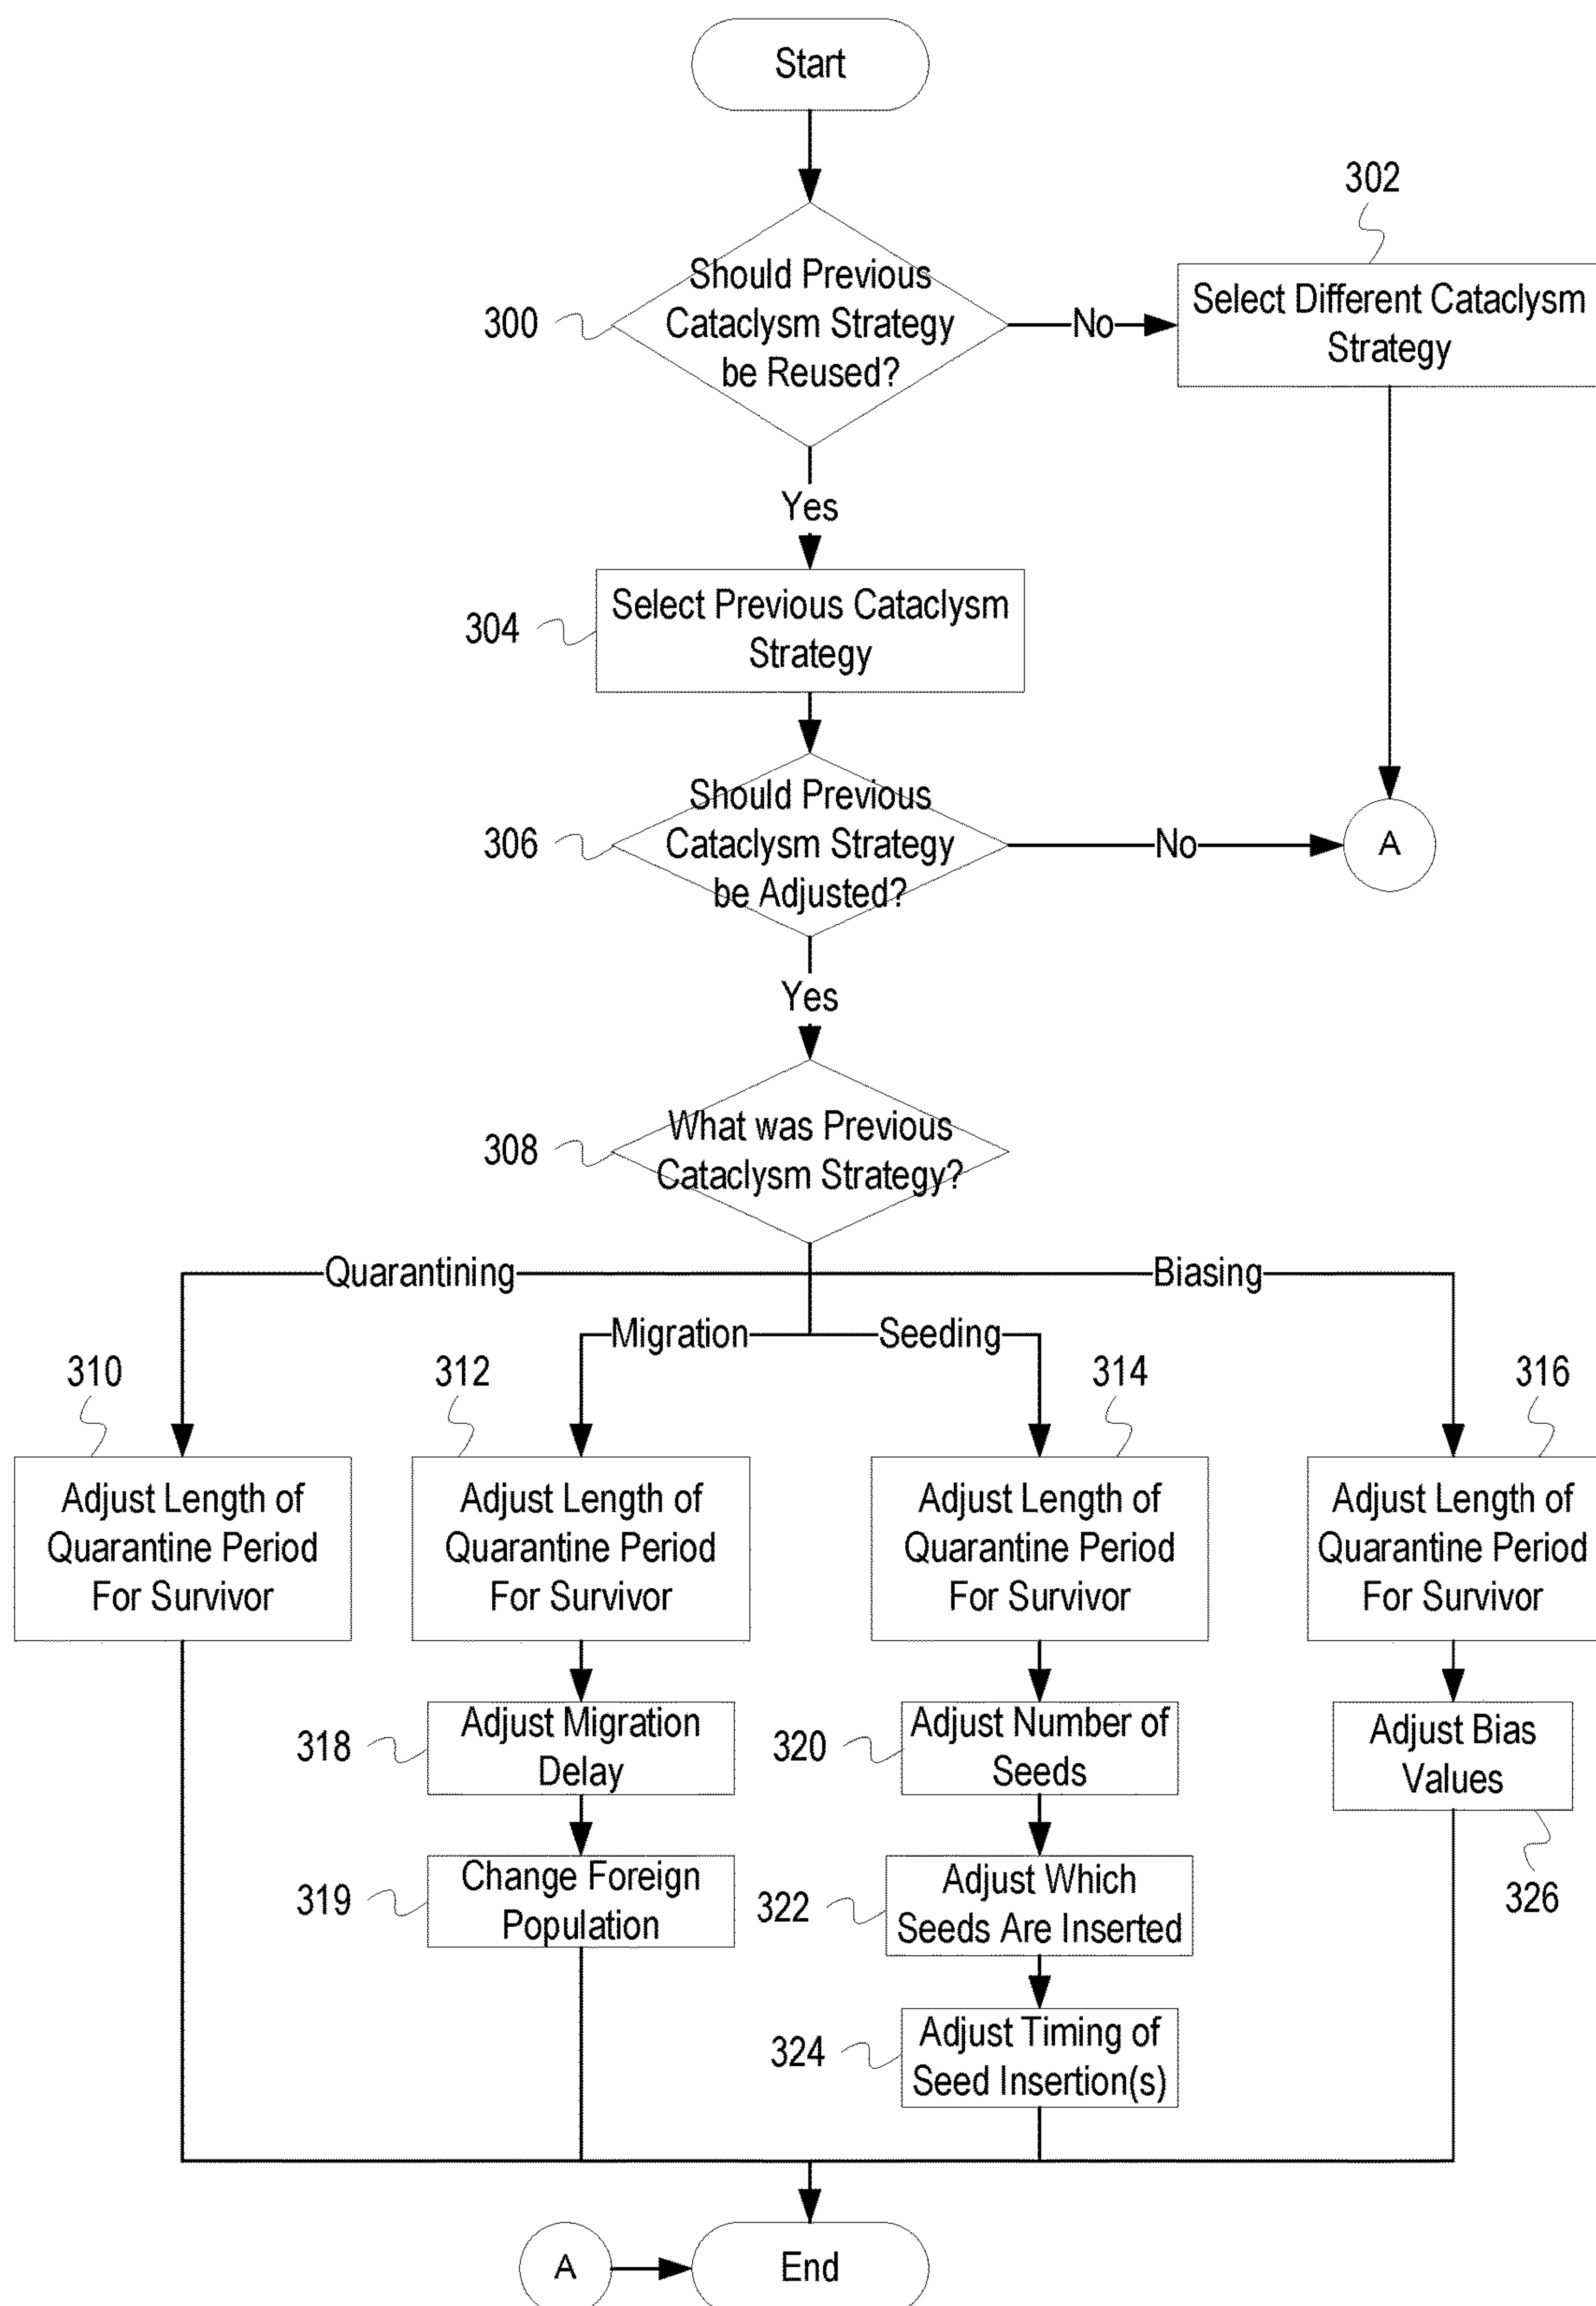 Start
302
Should Previous
Cataclysm Strategy
be Reused?
300
No
Select Different Cataclysm
Strategy
Yes
304
Select Previous Cataclysm
Strategy
Should Previous
Cataclysm Strategy
be Adjusted?
306
No
A
Yes
What was Previous
Cataclysm Strategy?
308
Quarantining
Biasing
Migration
Seeding
310
312
314
316
Adjust Length of
Quarantine Period
For Survivor
Adjust Length of
Quarantine Period
For Survivor
Adjust Length of
Quarantine Period
For Survivor
Adjust Length of
Quarantine Period
For Survivor
318
Adjust Migration
Delay
320
Adjust Number of
Seeds
Adjust Bias
Values
319
Change Foreign
Population
322
Adjust Which
Seeds Are Inserted
326
324
Adjust Timing of
Seed Insertion(s)
A
End